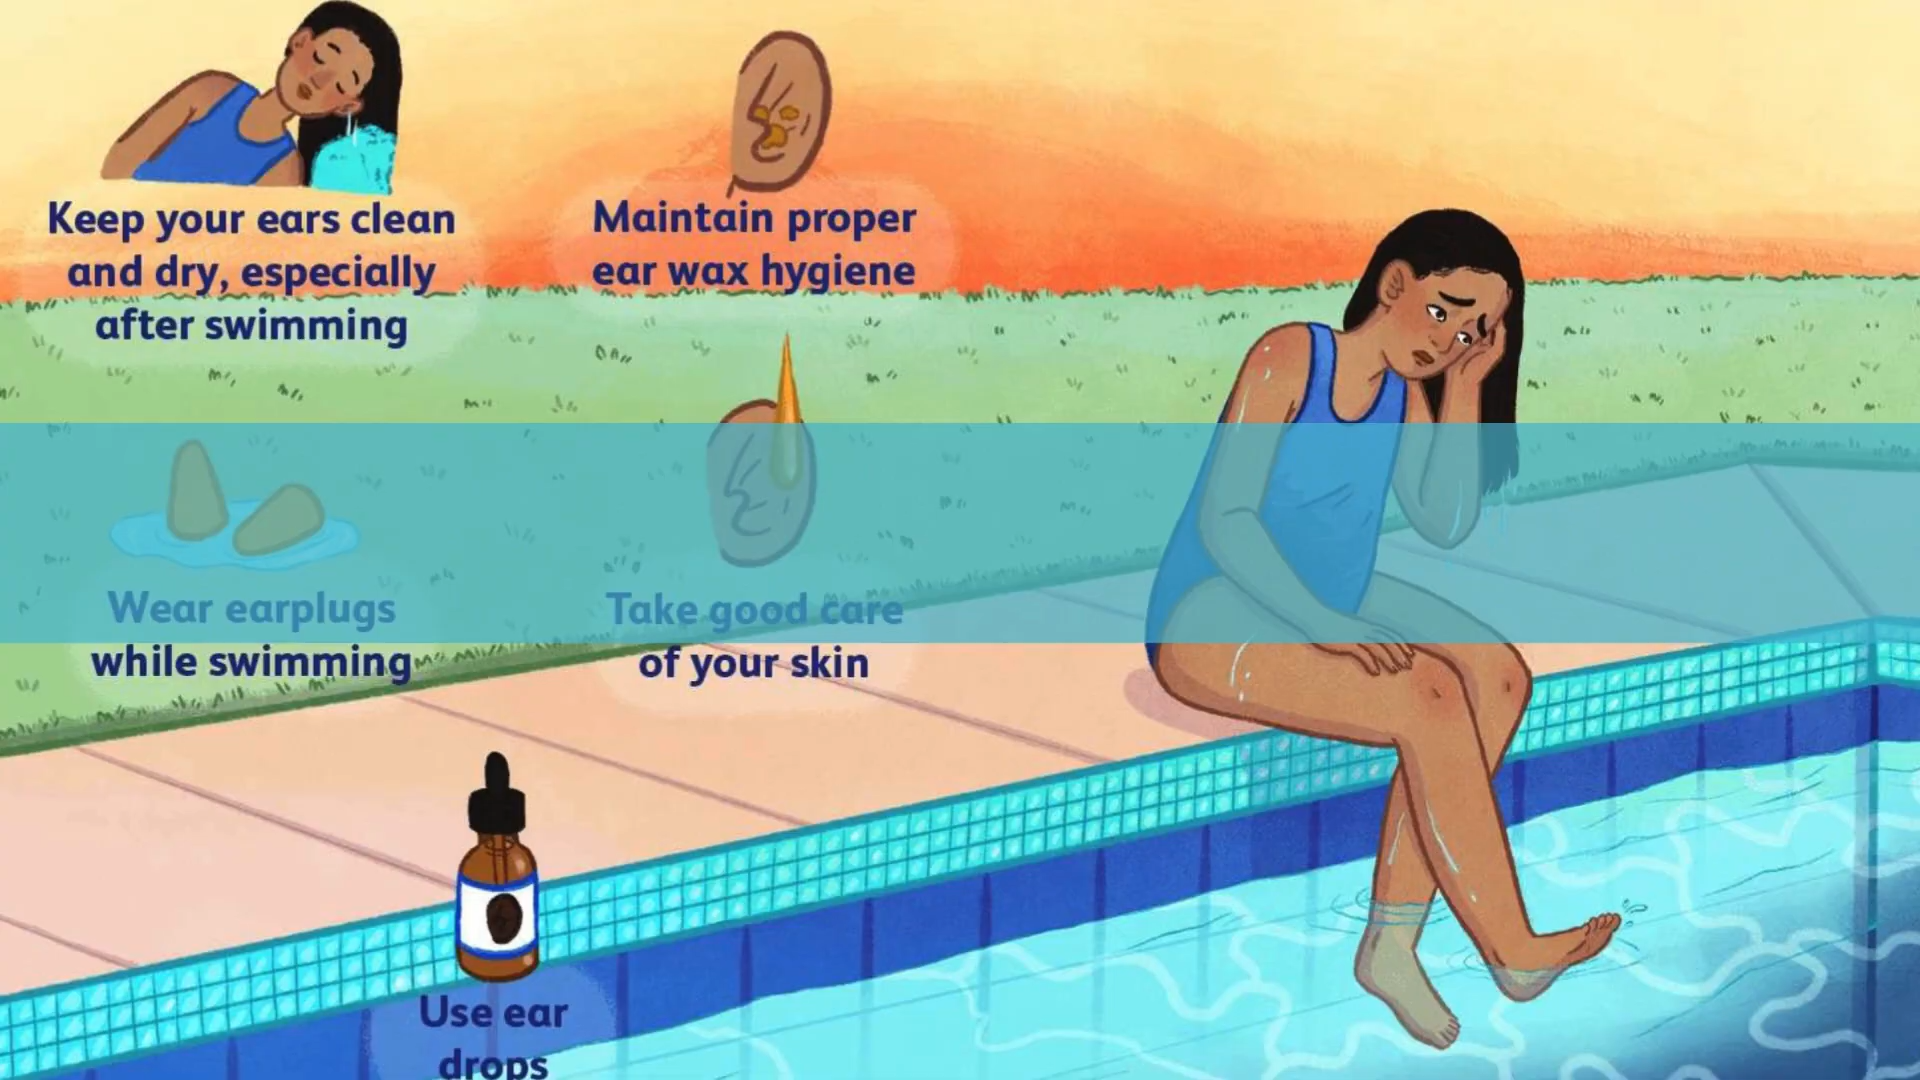 Keep your ears clean
and dry, especially
after swimming
Maintain proper
ear wax hygiene
Wear earplugs
while swimming
Take good care
of your skin
Use ear
drops